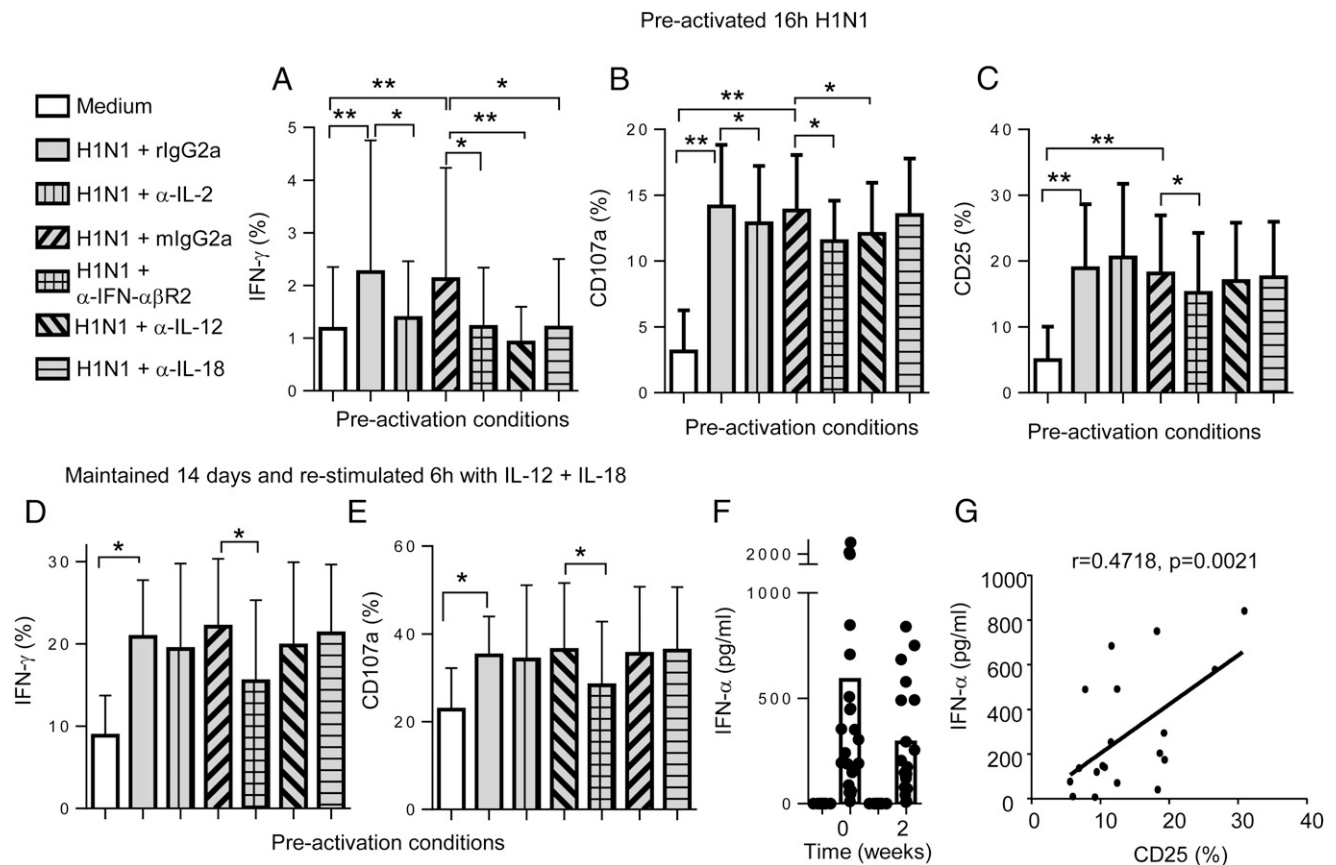 Pre-activated 16h H1N1
Medium
H1N1 + rIgG2a
H1N1 + α-IL-2
H1N1 + mIgG2a
H1N1 +
α-IFN-αβR2
H1N1 + α-IL-12
H1N1 + α-IL-18
A
**
*
**
*
**
*
5
4
3
2
1
0
IFN-γ (%)
Pre-activation conditions
B
**
*
**
*
*
20
15
10
5
0
CD107a (%)
Pre-activation conditions
C
**
**
*
40
30
20
10
0
CD25 (%)
Pre-activation conditions
Maintained 14 days and re-stimulated 6h with IL-12 + IL-18
D
*
*
30
20
10
0
IFN-γ (%)
E
*
*
60
40
20
0
CD107a (%)
Pre-activation conditions
F
2000
1000
500
0
IFN-α (pg/ml)
0 2
Time (weeks)
G
r=0.4718, p=0.0021
1000
800
600
400
200
0
IFN-α (pg/ml)
0 10 20 30 40
CD25 (%)